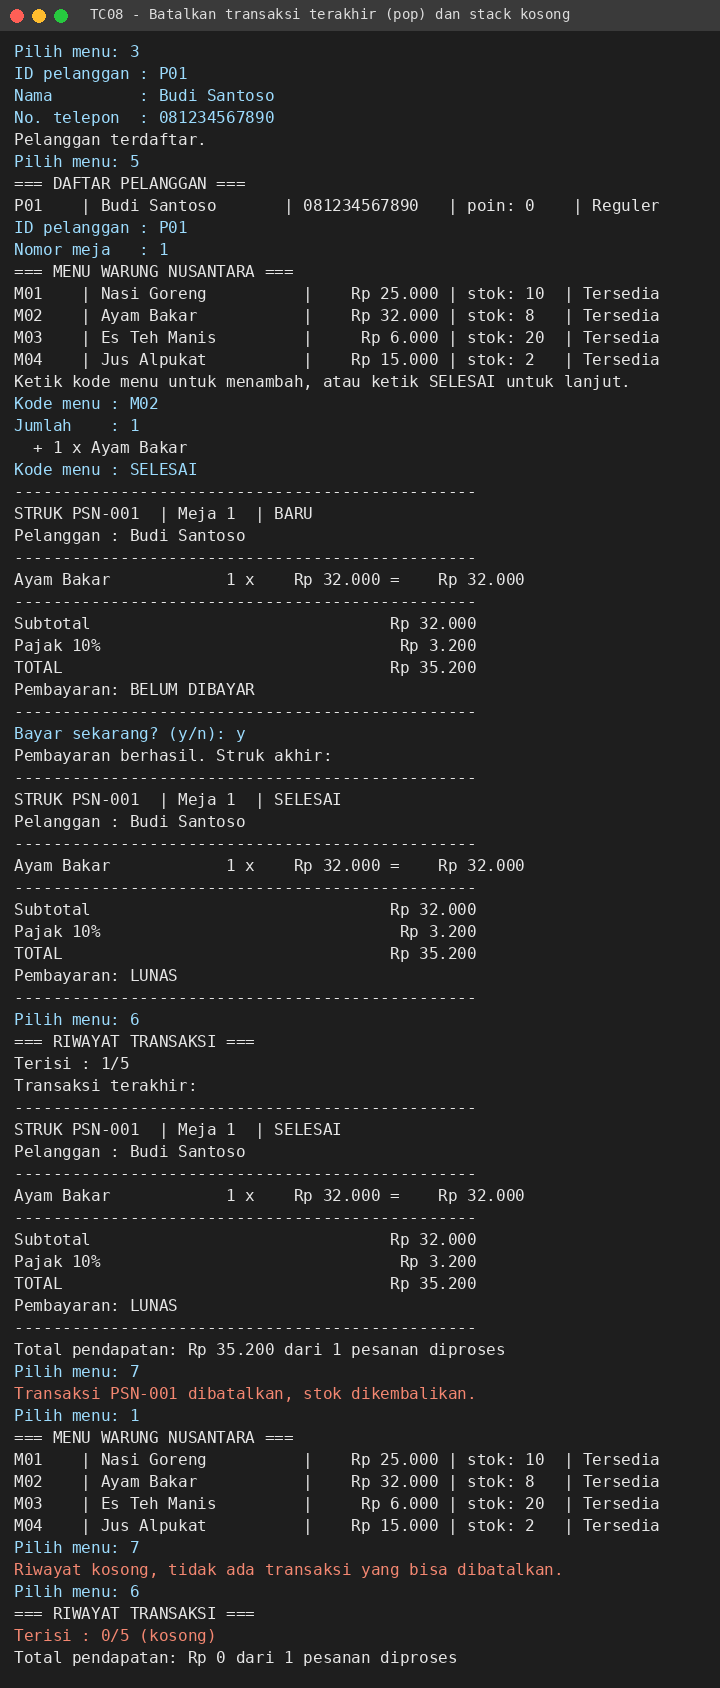 TC08 - Batalkan transaksi terakhir (pop) dan stack kosong
Pilih menu: 3
ID pelanggan : P01
Nama         : Budi Santoso
No. telepon  : 081234567890
Pelanggan terdaftar.
Pilih menu: 5
=== DAFTAR PELANGGAN ===
P01    | Budi Santoso       | 081234567890   | poin: 0    | Reguler
ID pelanggan : P01
Nomor meja   : 1
=== MENU WARUNG NUSANTARA ===
M01    | Nasi Goreng          |    Rp 25.000 | stok: 10  | Tersedia
M02    | Ayam Bakar           |    Rp 32.000 | stok: 8   | Tersedia
M03    | Es Teh Manis         |     Rp 6.000 | stok: 20  | Tersedia
M04    | Jus Alpukat          |    Rp 15.000 | stok: 2   | Tersedia
Ketik kode menu untuk menambah, atau ketik SELESAI untuk lanjut.
Kode menu : M02
Jumlah    : 1
  + 1 x Ayam Bakar
Kode menu : SELESAI
------------------------------------------------
STRUK PSN-001  | Meja 1  | BARU
Pelanggan : Budi Santoso
------------------------------------------------
Ayam Bakar            1 x    Rp 32.000 =    Rp 32.000
------------------------------------------------
Subtotal                               Rp 32.000
Pajak 10%                               Rp 3.200
TOTAL                                  Rp 35.200
Pembayaran: BELUM DIBAYAR
------------------------------------------------
Bayar sekarang? (y/n): y
Pembayaran berhasil. Struk akhir:
------------------------------------------------
STRUK PSN-001  | Meja 1  | SELESAI
Pelanggan : Budi Santoso
------------------------------------------------
Ayam Bakar            1 x    Rp 32.000 =    Rp 32.000
------------------------------------------------
Subtotal                               Rp 32.000
Pajak 10%                               Rp 3.200
TOTAL                                  Rp 35.200
Pembayaran: LUNAS
------------------------------------------------
Pilih menu: 6
=== RIWAYAT TRANSAKSI ===
Terisi : 1/5
Transaksi terakhir:
------------------------------------------------
STRUK PSN-001  | Meja 1  | SELESAI
Pelanggan : Budi Santoso
------------------------------------------------
Ayam Bakar            1 x    Rp 32.000 =    Rp 32.000
------------------------------------------------
Subtotal                               Rp 32.000
Pajak 10%                               Rp 3.200
TOTAL                                  Rp 35.200
Pembayaran: LUNAS
------------------------------------------------
Total pendapatan: Rp 35.200 dari 1 pesanan diproses
Pilih menu: 7
Transaksi PSN-001 dibatalkan, stok dikembalikan.
Pilih menu: 1
=== MENU WARUNG NUSANTARA ===
M01    | Nasi Goreng          |    Rp 25.000 | stok: 10  | Tersedia
M02    | Ayam Bakar           |    Rp 32.000 | stok: 8   | Tersedia
M03    | Es Teh Manis         |     Rp 6.000 | stok: 20  | Tersedia
M04    | Jus Alpukat          |    Rp 15.000 | stok: 2   | Tersedia
Pilih menu: 7
Riwayat kosong, tidak ada transaksi yang bisa dibatalkan.
Pilih menu: 6
=== RIWAYAT TRANSAKSI ===
Terisi : 0/5 (kosong)
Total pendapatan: Rp 0 dari 1 pesanan diproses